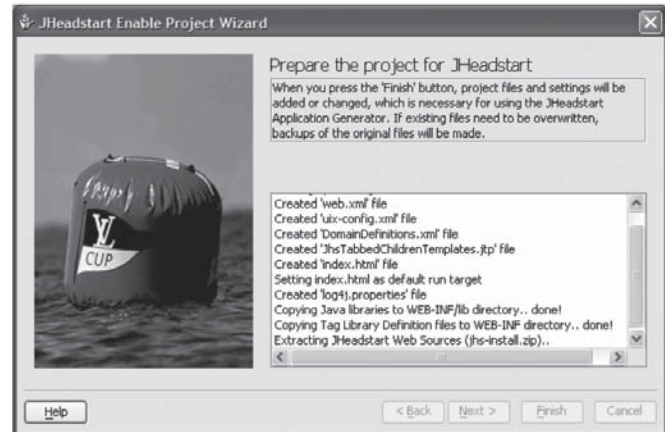 JHeadstart Enable Project Wizard
Prepare the project for JHeadstart
When you press the 'Finish' button, project files and settings will be
added or changed, which is necessary for using the JHeadstart
Application Generator. If existing files need to be overwritten,
backups of the original files will be made.
Created 'web.xml' file
Created 'uix-config.xml' file
Created 'DomainDefinitions.xml' file
Created 'JhsTabbedChildrenTemplates.jtp' file
Created 'index.html' file
Setting index.html as default run target
Created 'log4j.properties' file
Copying Java libraries to WEB-INF/lib directory.. done!
Copying Tag Library Definition files to WEB-INF directory.. done!
Extracting JHeadstart Web Sources (jhs-install.zip)..
LV
CUP
Help
< Back
Next >
Finish
Cancel